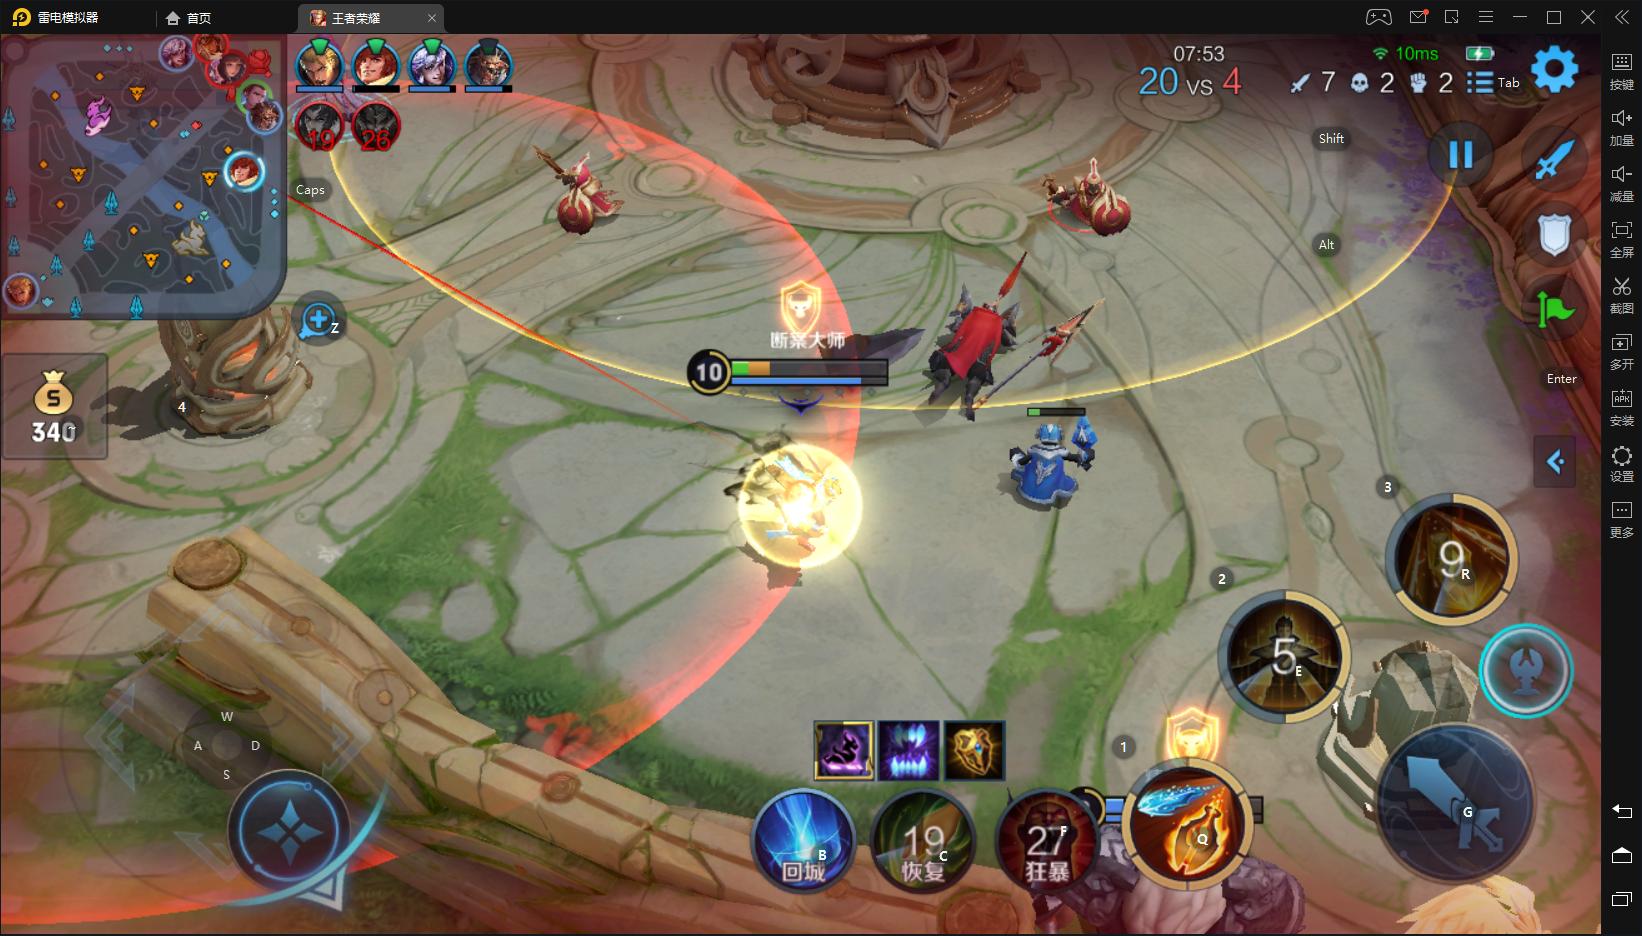 雷电模拟器
首页
王者荣耀
07:53
10ms
20 VS 4
7
2
2
Tab
19
26
Caps
Shift
Alt
Enter
Z
340
4
断案大师
10
3
9
R
2
5
E
1
Q
G
W
A
D
S
B
回城
19
C
恢复
27
F
狂暴
按键
加量
减量
全屏
截图
多开
APK
安装
设置
更多